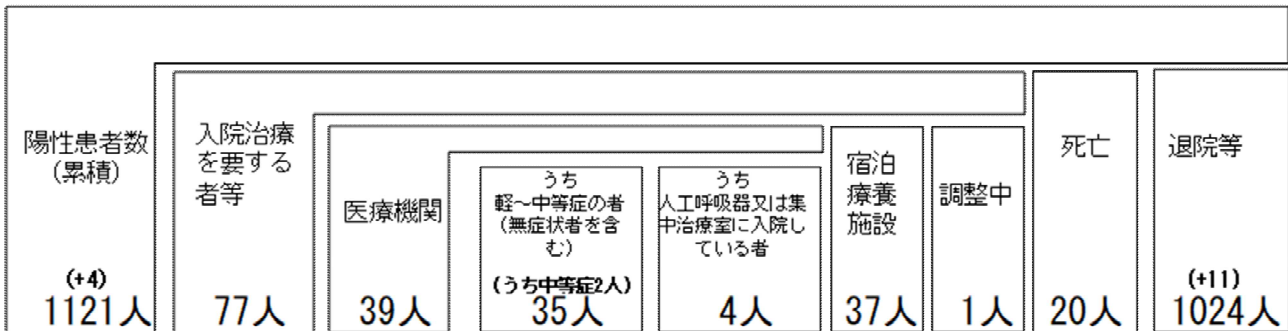 陽性患者数
(累積)
(+4)
1121人
入院治療
を要する
者等
77人
医療機関
39人
うち
軽～中等症の者
(無症状者を含
む)
(うち中等症2人)
35人
うち
人工呼吸器又は集
中治療室に入院し
ている者
4人
宿泊
療養
施設
37人
調整中
1人
死亡
20人
退院等
(+11)
1024人